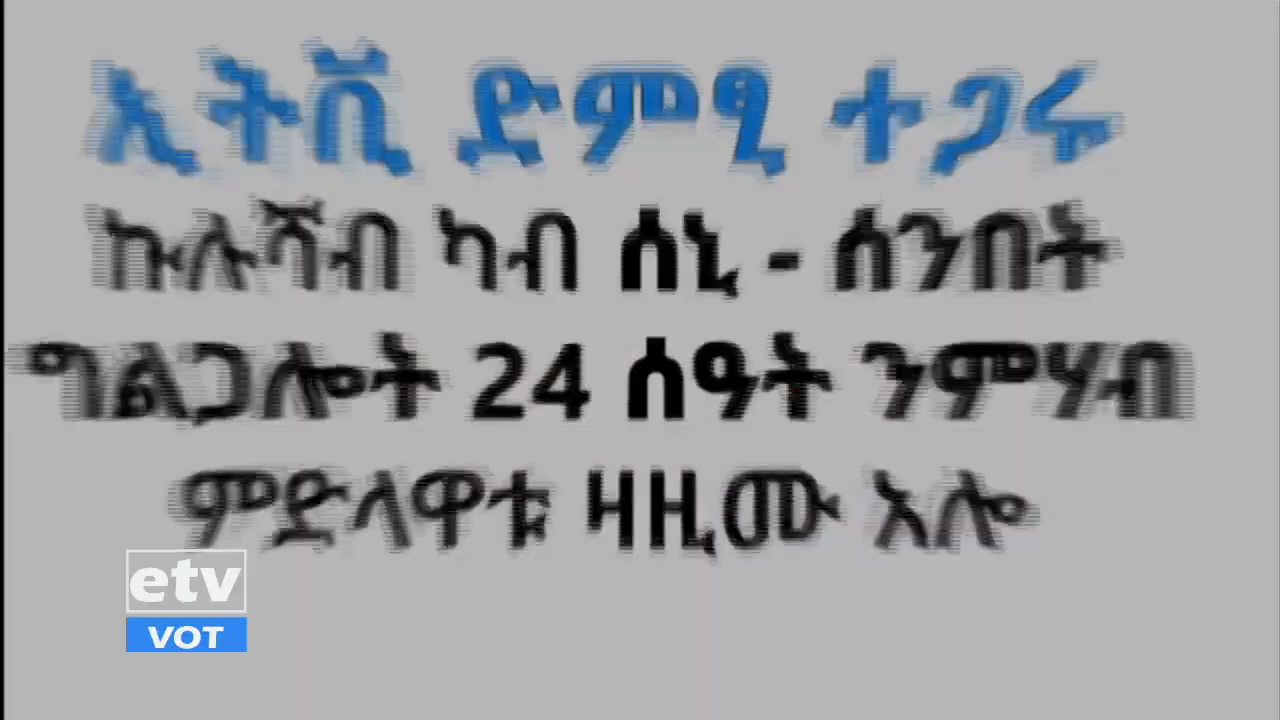 ኢትቪ ድምፂ ተጋሩ
ኩሉሻብ ካብ ሰኒ - ሰንበት
ግልጋሎት 24 ሰዓት ንምሃብ
ምድላዋቱ ዛዚሙ አሎ
etv
VOT